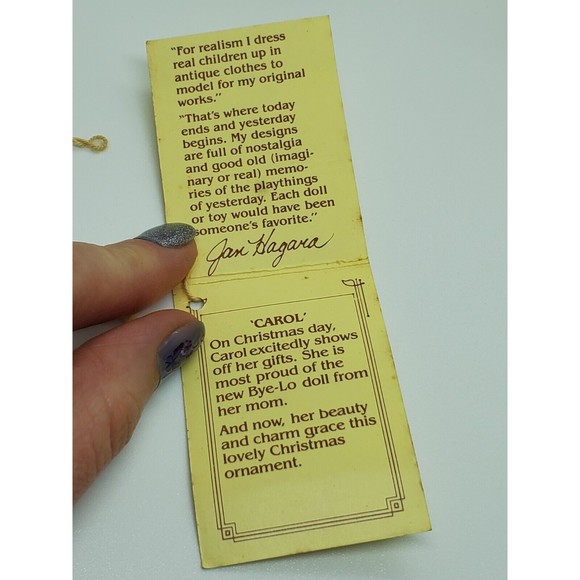 "For realism I dress
real children up in
antique clothes to
model for my original
works."
"That's where today
ends and yesterday
begins. My designs
are full of nostalgia
and good old (imagi-
nary or real) memo-
ries of the playthings
of yesterday. Each doll
or toy would have been
someone's favorite."
Jan Hagara
'CAROL'
On Christmas day,
Carol excitedly shows
off her gifts. She is
most proud of the
new Bye-Lo doll from
her mom.
And now, her beauty
and charm grace this
lovely Christmas
ornament.